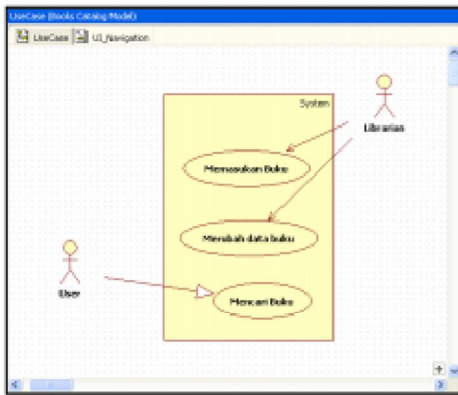 UseCase (Books Catalog Model)
UseCase UI_Navigation
System
Librarian
Memasukan Buku
Merubah data buku
User
Mencari Buku